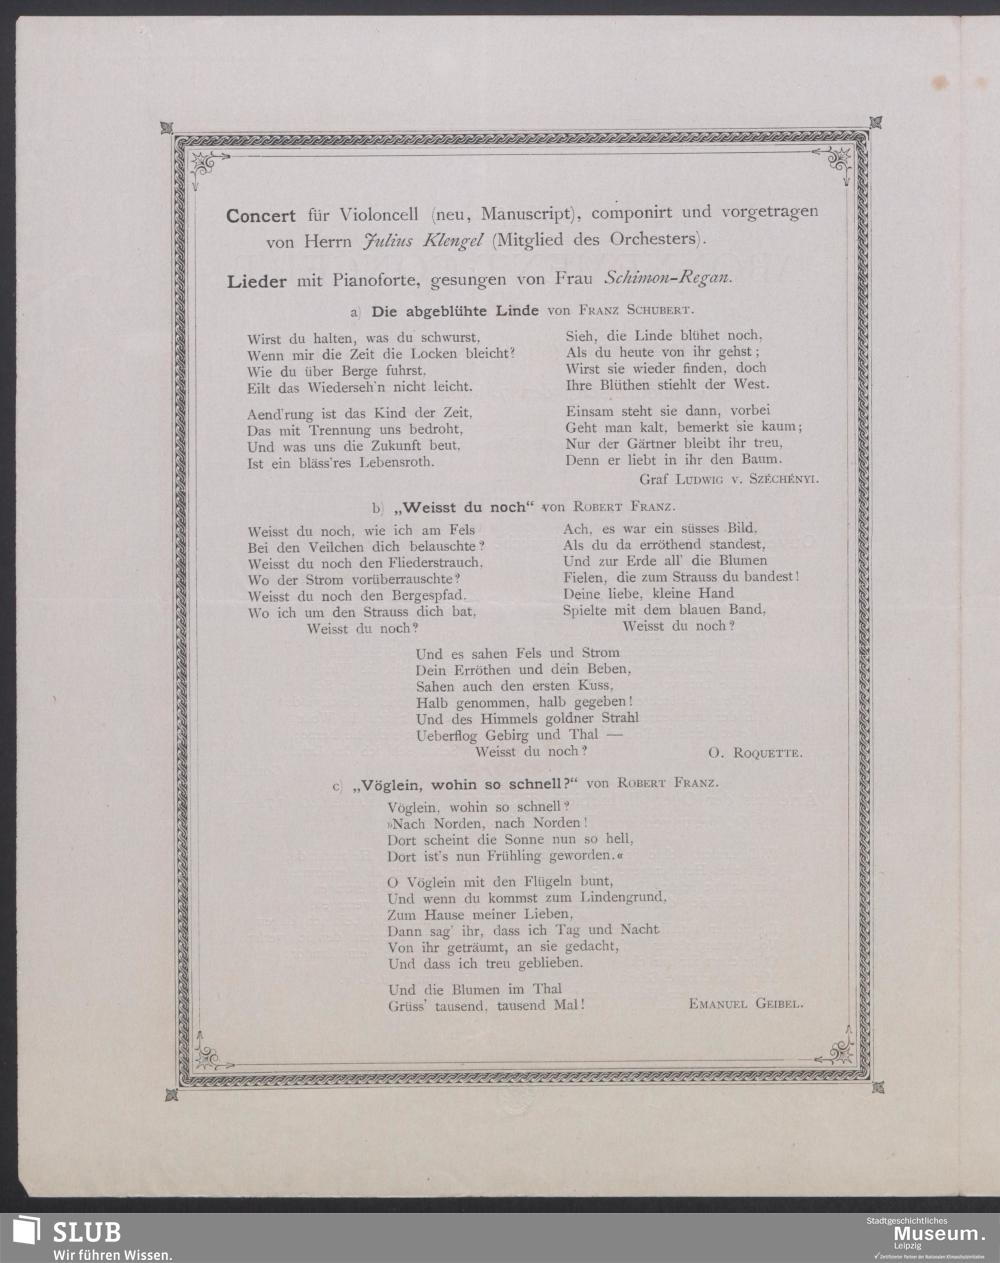 Concert für Violoncell (neu, Manuscript), componirt und vorgetragen
von Herrn Julius Klengel (Mitglied des Orchesters).
Lieder mit Pianoforte, gesungen von Frau Schimon-Regan.
a) Die abgeblühte Linde von Franz Schubert.
Wirst du halten, was du schwurst,
Wenn mir die Zeit die Locken bleicht?
Wie du über Berge fuhrst,
Eilt das Wiederseh'n nicht leicht.
Aend'rung ist das Kind der Zeit,
Das mit Trennung uns bedroht,
Und was uns die Zukunft beut,
Ist ein bläss'res Lebensroth.
Sieh, die Linde blühet noch,
Als du heute von ihr gehst;
Wirst sie wieder finden, doch
Ihre Blüthen stiehlt der West.
Einsam steht sie dann, vorbei
Geht man kalt, bemerkt sie kaum;
Nur der Gärtner bleibt ihr treu,
Denn er liebt in ihr den Baum.
Graf Ludwig v. Széchényi.
b) „Weisst du noch“ von Robert Franz.
Weisst du noch, wie ich am Fels
Bei den Veilchen dich belauschte?
Weisst du noch den Fliederstrauch,
Wo der Strom vorüberrauschte?
Weisst du noch den Bergespfad,
Wo ich um den Strauss dich bat,
Weisst du noch?
Ach, es war ein süsses Bild,
Als du da erröthend standest,
Und zur Erde all' die Blumen
Fielen, die zum Strauss du bandest!
Deine liebe, kleine Hand
Spielte mit dem blauen Band,
Weisst du noch?
Und es sahen Fels und Strom
Dein Erröthen und dein Beben,
Sahen auch den ersten Kuss,
Halb genommen, halb gegeben!
Und des Himmels goldner Strahl
Ueberflog Gebirg und Thal —
Weisst du noch?
O. Roquette.
c) „Vöglein, wohin so schnell?“ von Robert Franz.
Vöglein, wohin so schnell?
»Nach Norden, nach Norden!
Dort scheint die Sonne nun so hell,
Dort ist's nun Frühling geworden.«
O Vöglein mit den Flügeln bunt,
Und wenn du kommst zum Lindengrund,
Zum Hause meiner Lieben,
Dann sag' ihr, dass ich Tag und Nacht
Von ihr geträumt, an sie gedacht,
Und dass ich treu geblieben.
Und die Blumen im Thal
Grüss' tausend, tausend Mal!
Emanuel Geibel.
SLUB
Wir führen Wissen.
Stadtgeschichtliches
Museum.
Leipzig
Zertifizierter Partner der Nationalen Klimaschutzinitiative